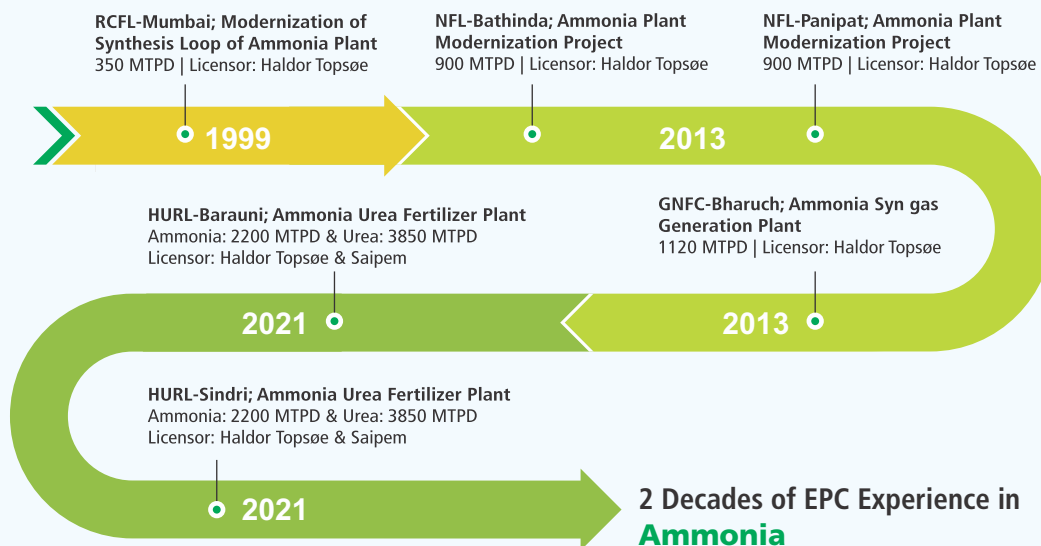 RCFL-Mumbai; Modernization of
Synthesis Loop of Ammonia Plant
350 MTPD | Licensor: Haldor Topsøe
NFL-Bathinda; Ammonia Plant
Modernization Project
900 MTPD | Licensor: Haldor Topsøe
NFL-Panipat; Ammonia Plant
Modernization Project
900 MTPD | Licensor: Haldor Topsøe
1999
2013
HURL-Barauni; Ammonia Urea Fertilizer Plant
Ammonia: 2200 MTPD & Urea: 3850 MTPD
Licensor: Haldor Topsøe & Saipem
GNFC-Bharuch; Ammonia Syn gas
Generation Plant
1120 MTPD | Licensor: Haldor Topsøe
2021
2013
HURL-Sindri; Ammonia Urea Fertilizer Plant
Ammonia: 2200 MTPD & Urea: 3850 MTPD
Licensor: Haldor Topsøe & Saipem
2021
2 Decades of EPC Experience in
Ammonia